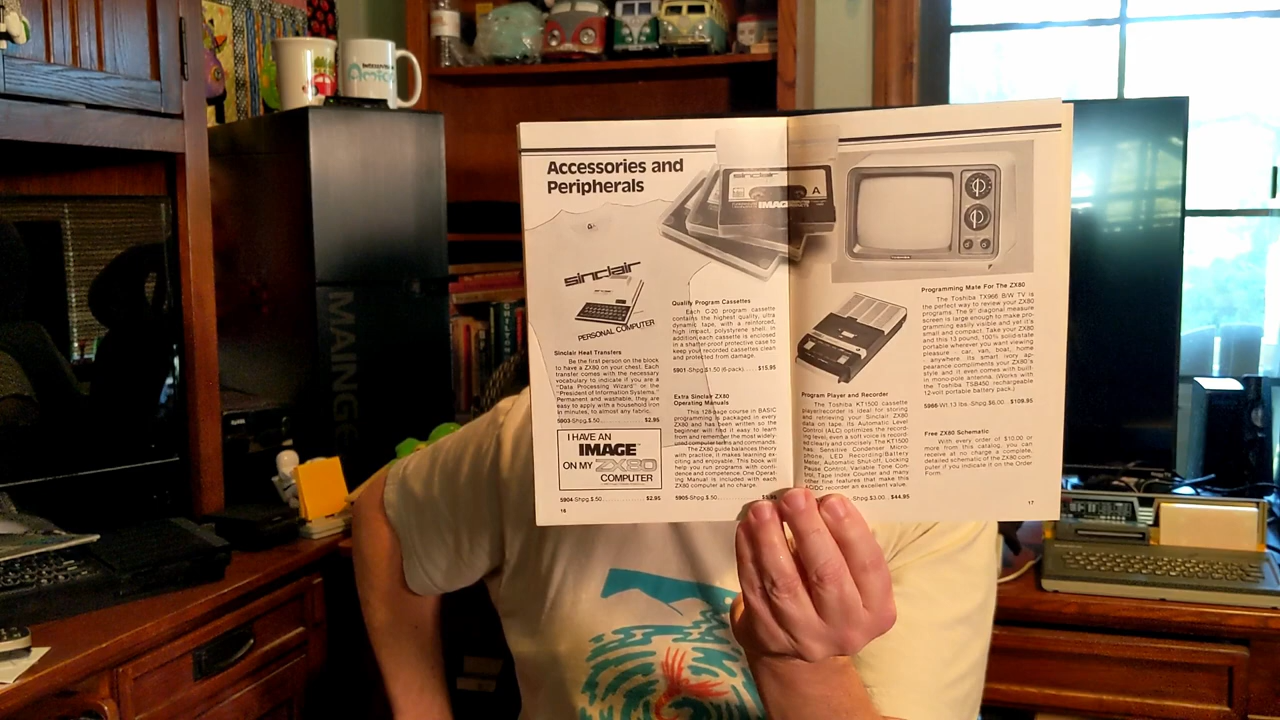 Accessories and
Peripherals
sinclair
PERSONAL COMPUTER
Sinclair Heat Transfers
Be the first person on the block
to have a ZX80 on your chest. Each
transfer comes with the necessary
vocabulary to indicate if you are a
"Data Processing Wizard" or the
"President of Information Systems."
Permanent and washable, they are
easy to apply with a household iron
in minutes, to almost any fabric.
5903-Shpg $.50 $2.95
I HAVE AN
IMAGE
ON MY ZX80
COMPUTER
5904-Shpg $.50 $2.95
16
sinclair
A
IMAGE
Quality Program Cassettes
Each C-20 program cassette
contains the highest quality, ultra
dynamic tape, with a reinforced,
high impact, polystyrene shell. In
addition, each cassette is enclosed
in a shatter-proof protective case to
keep your recorded cassettes clean
and protected from damage.
5901-Shpg $1.50 (6-pack) $15.95
Extra Sinclair ZX80
Operating Manuals
This 128-page course in BASIC
programming is packaged in every
ZX80 and has been written so the
beginner will find it easy to learn
from and remember the most widely-
used computer terms and commands.
The ZX80 guide balances theory
with practice, it makes learning ex-
citing and enjoyable. This book will
help you run programs with confi-
dence and competence. One Operat-
ing Manual is included with each
ZX80 computer at no charge.
5905-Shpg $.50
TOSHIBA
Program Player and Recorder
The Toshiba KT1500 cassette
player/recorder is ideal for storing
and retrieving your Sinclair ZX80
data on tape. Its Automatic Level
Control (ALC) optimizes the record-
ing level, even a soft voice is record-
ed clearly and concisely. The KT1500
has: Sensitive Condenser Micro-
phone, LED Recording/Battery
Meter, Automatic Shut-off, Locking
Pause Control, Variable Tone Con-
trol, Tape Index Counter and many
other fine features that make this
AC/DC recorder an excellent value.
Shpg $3.00 $44.95
Programming Mate For The ZX80
The Toshiba TX966 B/W TV is
the perfect way to review your ZX80
programs. The 9" diagonal measure
screen is large enough to make pro-
gramming easily visible and yet it's
small and compact. Take your ZX80
and this 13 pound, 100% solid-state
portable wherever you want viewing
pleasure - car, van, boat, home
- anywhere. Its smart ivory ap-
pearance compliments your ZX80's
style and it even comes with built-
in mono-pole antenna. (Works with
the Toshiba TSB450 rechargeable
12-volt portable battery pack.)
5966-Wt.13 lbs.-Shpg $6.00 $109.95
Free ZX80 Schematic
With every order of $10.00 or
more from this catalog, you can
receive at no charge a complete,
detailed schematic of the ZX80 com-
puter if you indicate it on the Order
Form.
17
Amiga
MAINGEA